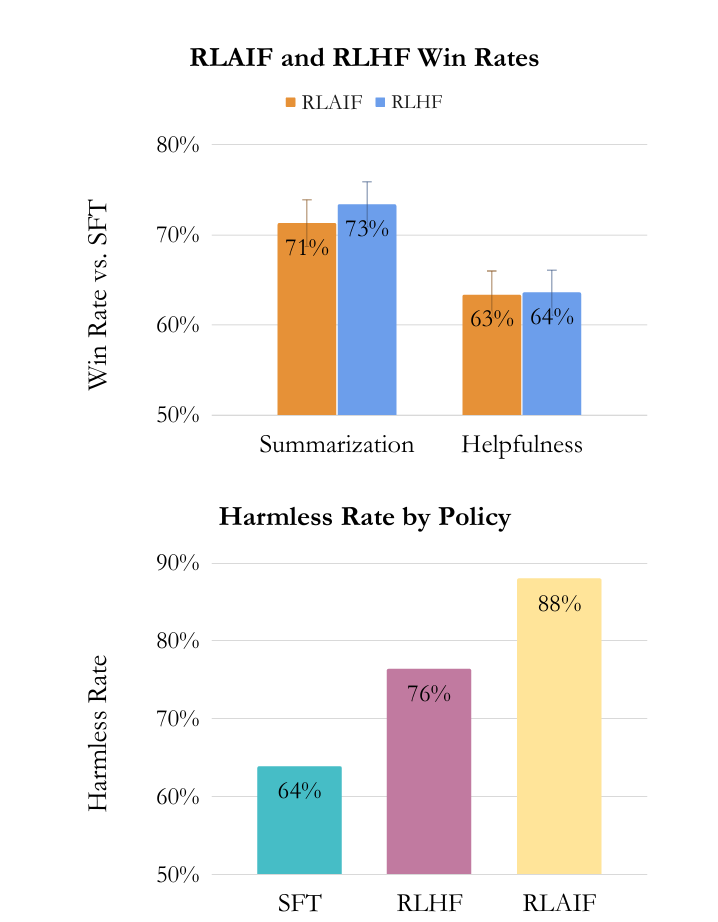 RLAIF and RLHF Win Rates
RLAIF RLHF
80%
70%
60%
50%
Win Rate vs. SFT
71% 73% 63% 64%
Summarization Helpfulness
Harmless Rate by Policy
90%
80%
70%
60%
50%
Harmless Rate
64% 76% 88%
SFT RLHF RLAIF